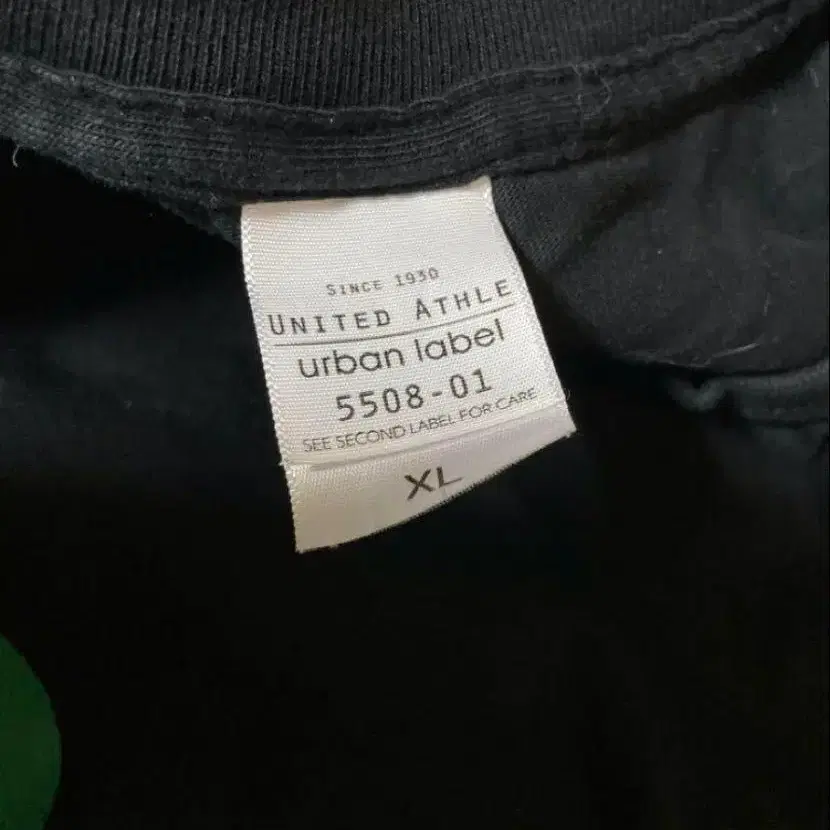 SINCE 1930
UNITED ATHLE
urban label
5508-01
SEE SECOND LABEL FOR CARE
XL